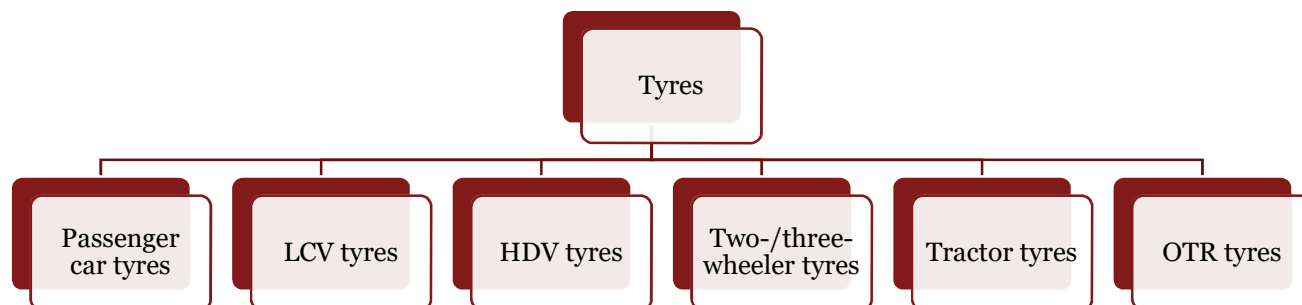 Tyres
Passenger
car tyres
LCV tyres
HDV tyres
Two-/three-
wheeler tyres
Tractor tyres
OTR tyres